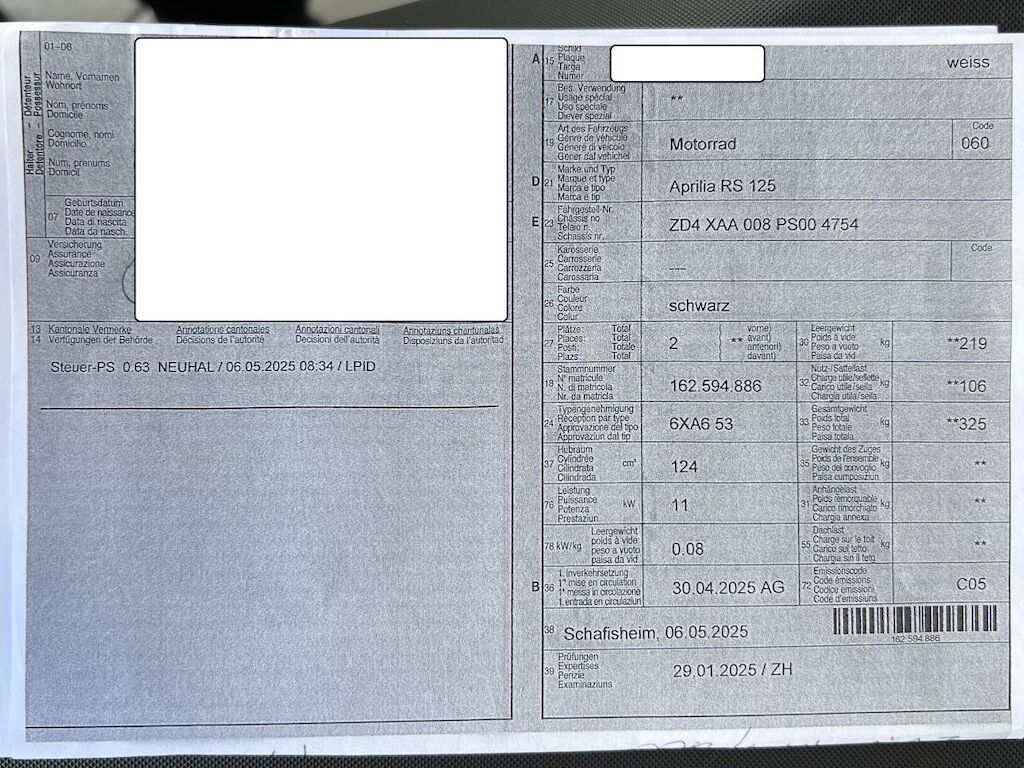 01–06
Halter – Détenteur
Detentore – Possessur
Name, Vornamen
Wohnort
Nom, prénoms
Domicile
Cognome, nomi
Domicilio
Num, prenums
Domicil
07
Geburtsdatum
Date de naissance
Data di nascita
Data da nasch.
09
Versicherung
Assurance
Assicurazione
Assicuranza
13 Kantonale Vermerke Annotations cantonales Annotazioni cantonali Annotaziuns chantunalas
14 Verfügungen der Behörde Décisions de l'autorité Decisioni dell'autorità Disposiziuns da l'autoritad
Steuer-PS 0.63 NEUHAL / 06.05.2025 08:34 / LPID
A 15
Schild
Plaque
Targa
Numer
weiss
17
Bes. Verwendung
Usage spécial
Uso speciale
Diever spezial
**
19
Art des Fahrzeugs
Genre de véhicule
Genere di veicolo
Gener dal vehichel
Motorrad
Code
060
D 21
Marke und Typ
Marque et type
Marca e tipo
Marca e tip
Aprilia RS 125
E 23
Fahrgestell-Nr.
Châssis no
Telaio n.
Schassis nr.
ZD4 XAA 008 PS00 4754
25
Karosserie
Carrosserie
Carrozzeria
Carossaria
---
Code
26
Farbe
Couleur
Colore
Colur
schwarz
27
Plätze: Total
Places: Total
Posti: Totale
Plazs: Total
2
** vorne)
avant)
anteriori)
davant)
30
Leergewicht
Poids à vide
Peso a vuoto
Paisa da vid
kg
**219
18
Stammnummer
N° matricule
N. di matricola
Nr. da matricla
162.594.886
32
Nutz-/Sattellast
Charge utile/sellette
Carico utile/sella
Chargia utila/sella
kg
**106
24
Typengenehmigung
Réception par type
Approvazione del tipo
Approvaziun dal tip
6XA6 53
33
Gesamtgewicht
Poids total
Peso totale
Paisa totala
kg
**325
37
Hubraum
Cylindrée
Cilindrata
Cilindrada
cm³
124
35
Gewicht des Zuges
Poids de l'ensemble
Peso del convoglio
Paisa cumposiziun
kg
**
76
Leistung
Puissance
Potenza
Prestaziun
kW
11
31
Anhängelast
Poids remorquable
Carico rimorchiato
Chargia annexa
kg
**
78 kW/kg
Leergewicht
poids à vide
peso a vuoto
paisa da vid
0.08
55
Dachlast
Charge sur le toit
Carico sul tetto
Chargia sin il tetg
kg
**
B 36
1. Inverkehrsetzung
1re mise en circulation
1a messa in circolazione
1. entrada en circulaziun
30.04.2025 AG
72
Emissionscode
Code émissions
Codice emissioni
Code d'emissiuns
C05
38
Schafisheim, 06.05.2025
162 594 886
39
Prüfungen
Expertises
Perizie
Examinaziuns
29.01.2025 / ZH